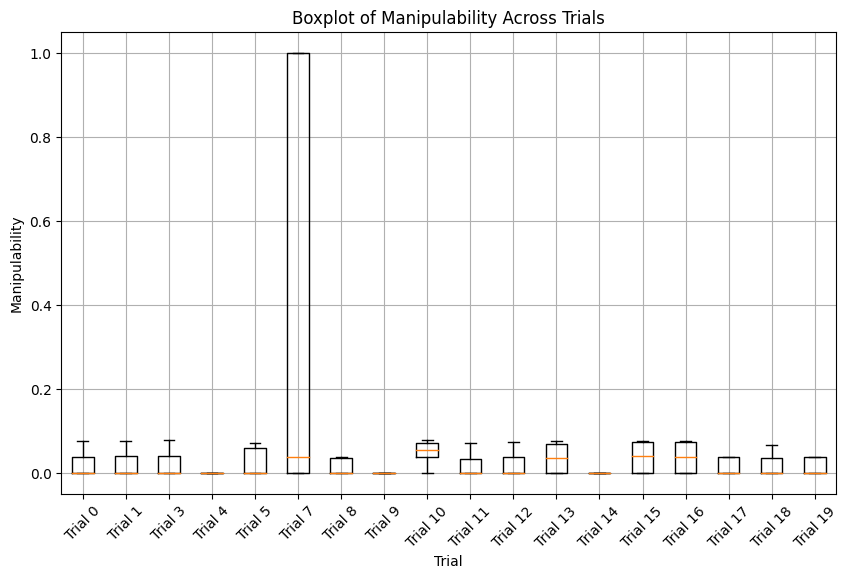 Boxplot of Manipulability Across Trials
Manipulability
1.0
0.8
0.6
0.4
0.2
0.0
Trial 0
Trial 1
Trial 3
Trial 4
Trial 5
Trial 7
Trial 8
Trial 9
Trial 10
Trial 11
Trial 12
Trial 13
Trial 14
Trial 15
Trial 16
Trial 17
Trial 18
Trial 19
Trial